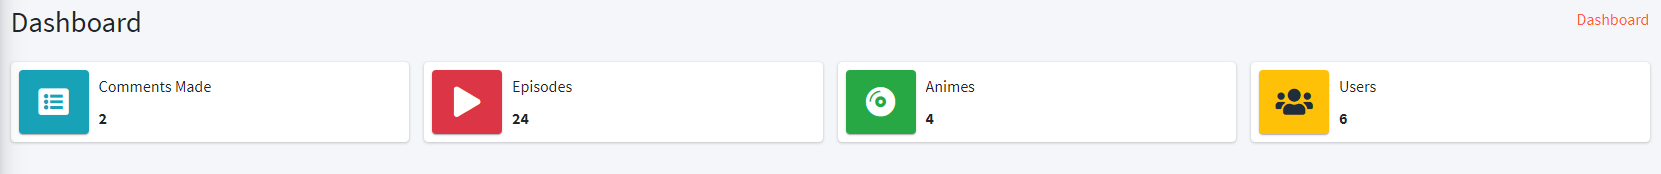 Dashboard
Dashboard
Comments Made
2
Episodes
24
Animes
4
Users
6